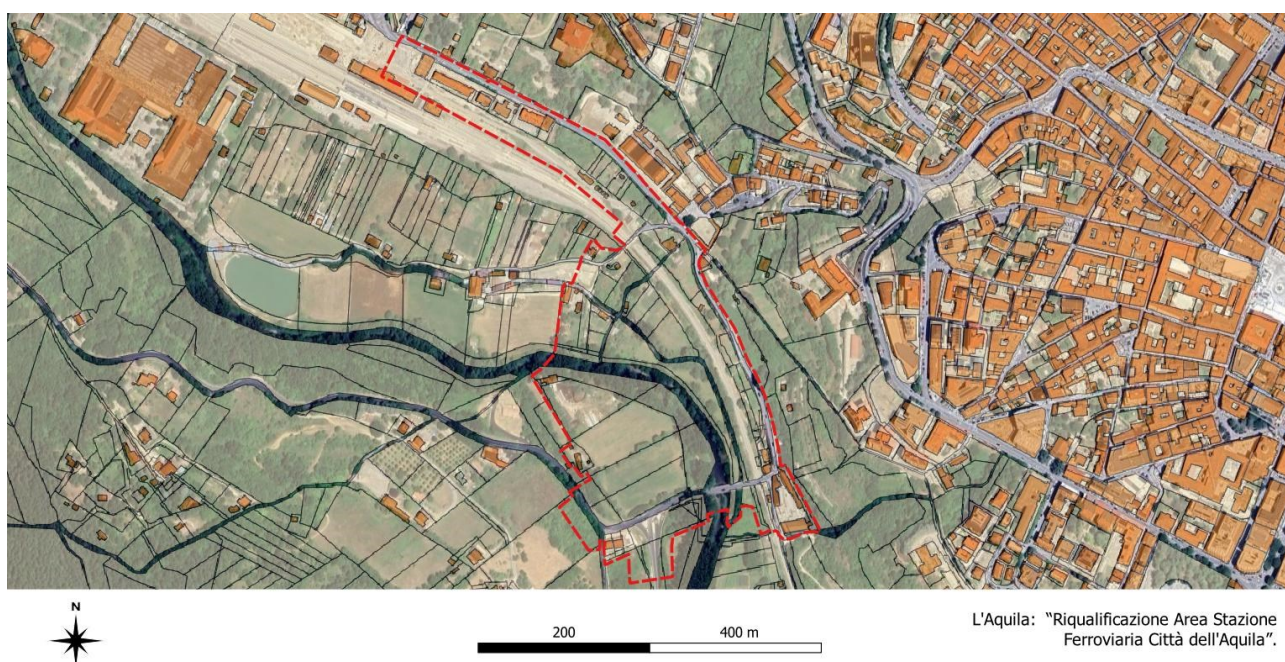 N
200
400 m
L'Aquila: "Riqualificazione Area Stazione
Ferroviaria Città dell'Aquila".